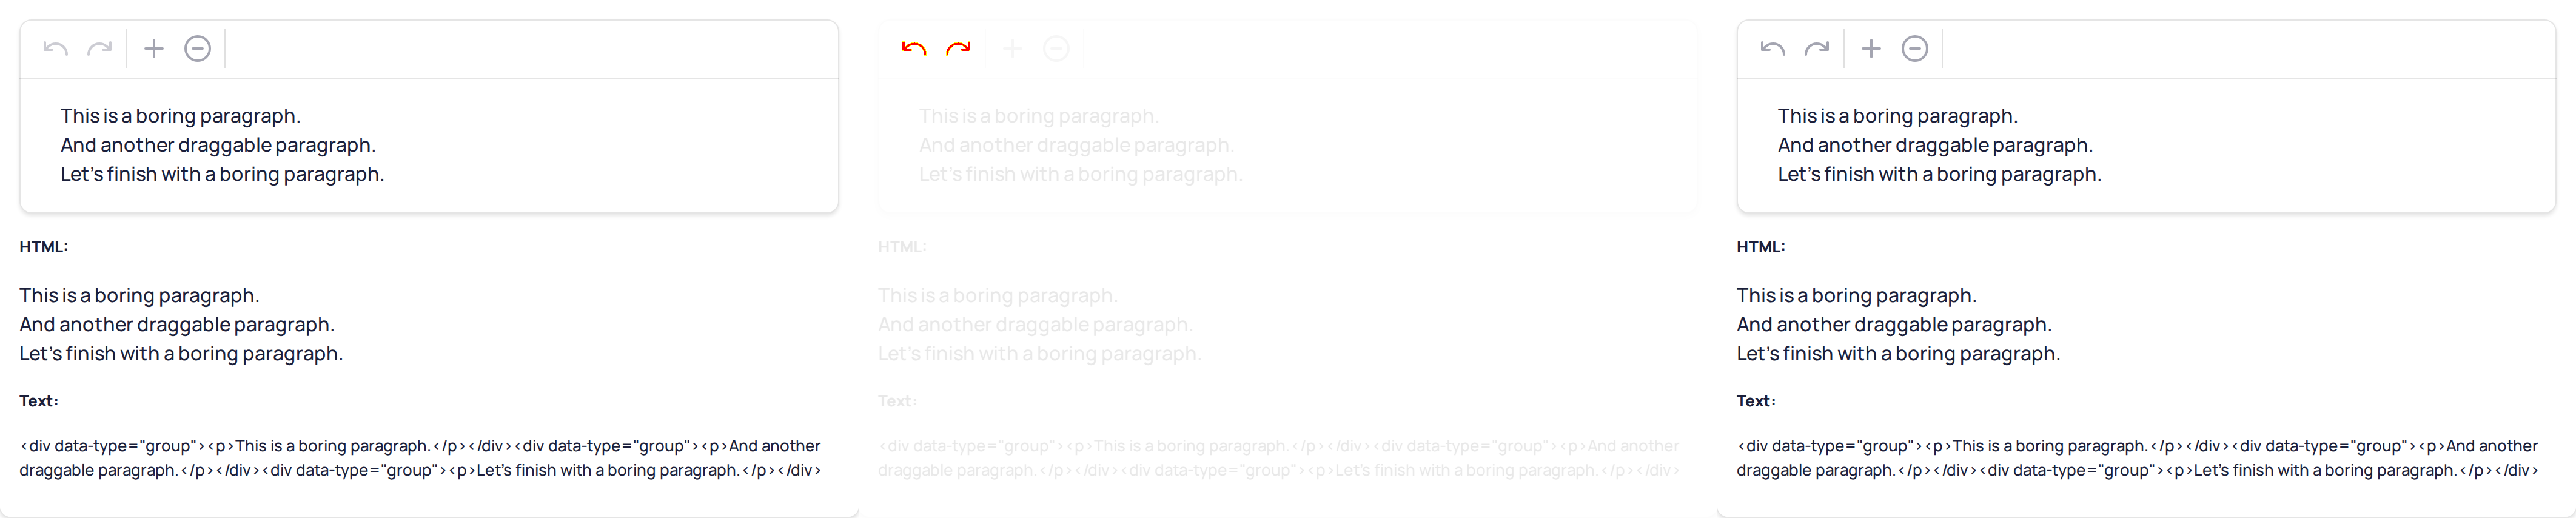 This is a boring paragraph.
And another draggable paragraph.
Let's finish with a boring paragraph.
HTML:
This is a boring paragraph.
And another draggable paragraph.
Let's finish with a boring paragraph.
Text:
<div data-type="group"><p>This is a boring paragraph.</p></div><div data-type="group"><p>And another
draggable paragraph.</p></div><div data-type="group"><p>Let's finish with a boring paragraph.</p></div>
This is a boring paragraph.
And another draggable paragraph.
Let's finish with a boring paragraph.
HTML:
This is a boring paragraph.
And another draggable paragraph.
Let's finish with a boring paragraph.
Text:
<div data-type="group"><p>This is a boring paragraph.</p></div><div data-type="group"><p>And another
draggable paragraph.</p></div><div data-type="group"><p>Let's finish with a boring paragraph.</p></div>
This is a boring paragraph.
And another draggable paragraph.
Let's finish with a boring paragraph.
HTML:
This is a boring paragraph.
And another draggable paragraph.
Let's finish with a boring paragraph.
Text:
<div data-type="group"><p>This is a boring paragraph.</p></div><div data-type="group"><p>And another
draggable paragraph.</p></div><div data-type="group"><p>Let's finish with a boring paragraph.</p></div>